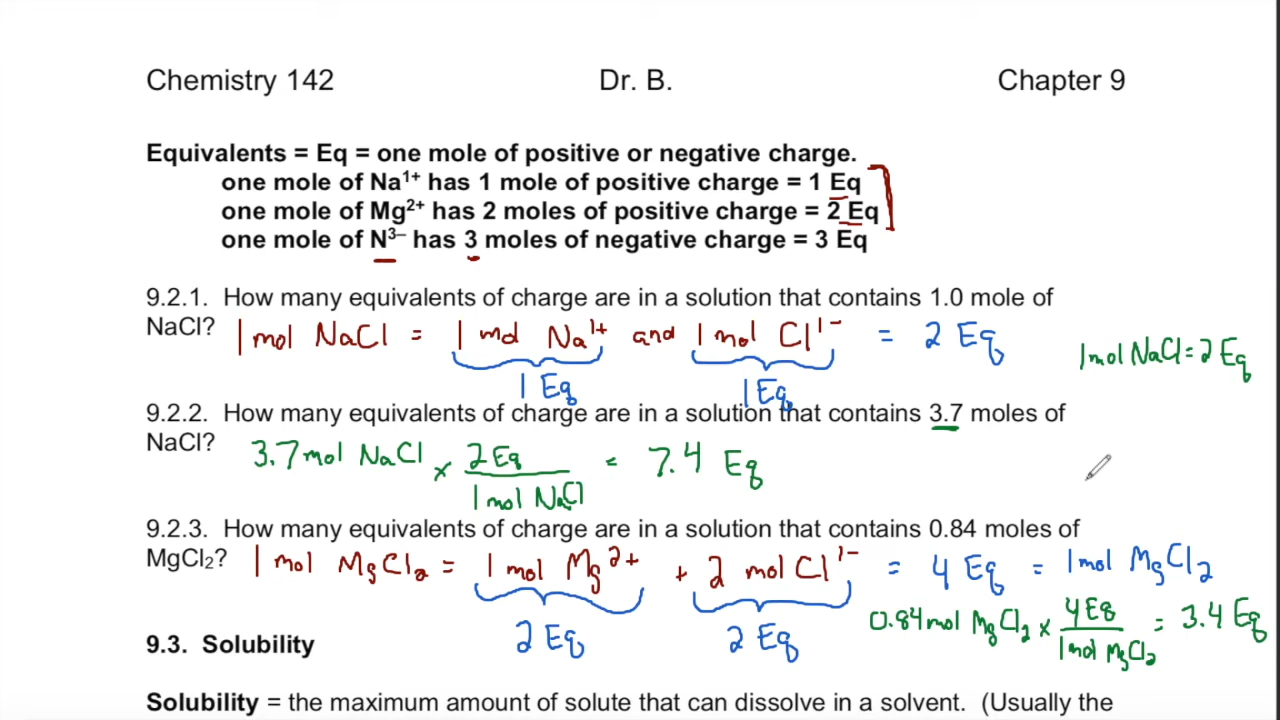 Chemistry 142 Dr. B. Chapter 9
Equivalents = Eq = one mole of positive or negative charge.
one mole of Na¹⁺ has 1 mole of positive charge = 1 Eq
one mole of Mg²⁺ has 2 moles of positive charge = 2 Eq
one mole of N³⁻ has 3 moles of negative charge = 3 Eq
9.2.1. How many equivalents of charge are in a solution that contains 1.0 mole of
NaCl? 1 mol NaCl = 1 mol Na¹⁺ and 1 mol Cl¹⁻ = 2 Eq
1 mol NaCl = 2 Eq
1 Eq 1 Eq
9.2.2. How many equivalents of charge are in a solution that contains 3.7 moles of
NaCl? 3.7 mol NaCl × 2 Eq = 7.4 Eq
1 mol NaCl
9.2.3. How many equivalents of charge are in a solution that contains 0.84 moles of
MgCl₂? 1 mol MgCl₂ = 1 mol Mg²⁺ + 2 mol Cl¹⁻ = 4 Eq = 1 mol MgCl₂
2 Eq 2 Eq
0.84 mol MgCl₂ × 4 Eq = 3.4 Eq
1 mol MgCl₂
9.3. Solubility
Solubility = the maximum amount of solute that can dissolve in a solvent. (Usually the